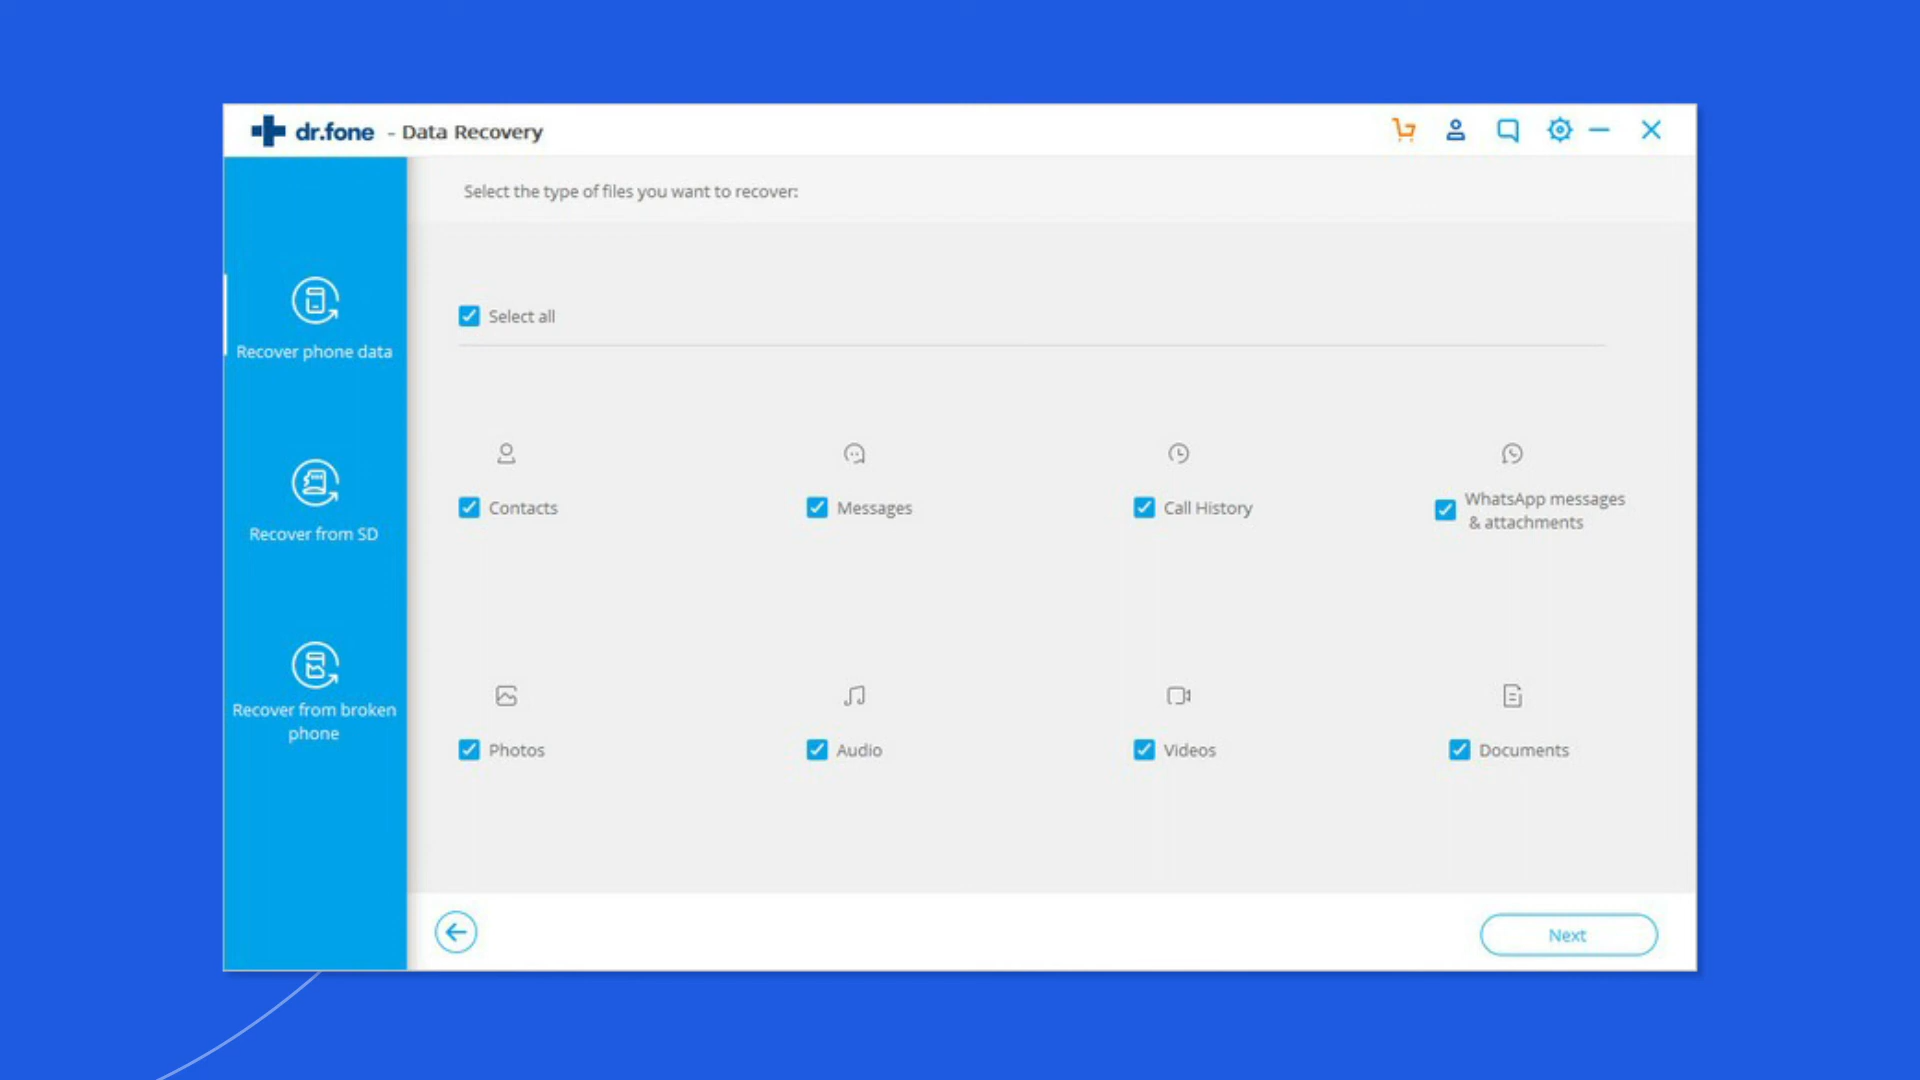 dr.fone - Data Recovery
Select the type of files you want to recover:
Select all
Recover phone data
Recover from SD
Recover from broken
phone
Contacts
Messages
Call History
WhatsApp messages
& attachments
Photos
Audio
Videos
Documents
Next